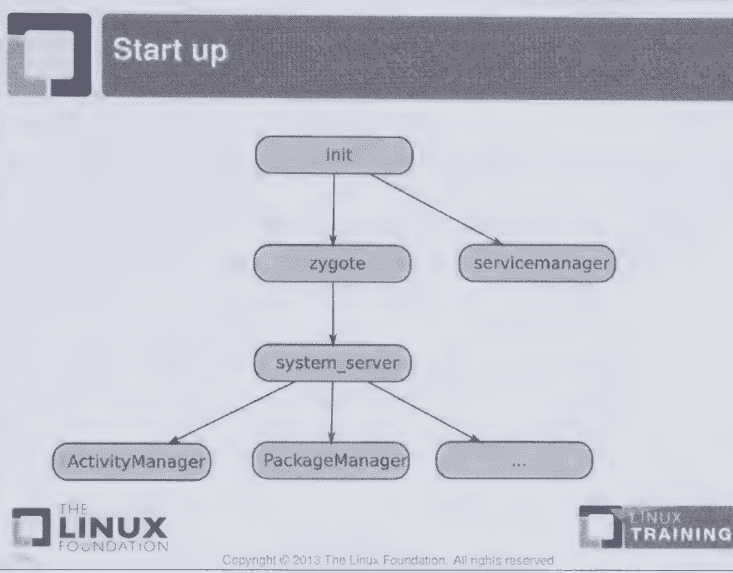 Start up
init
zygote
servicemanager
system_server
ActivityManager
PackageManager
...
THE
LINUX
FOUNDATION
LINUX
TRAINING
Copyright © 2013 The Linux Foundation. All rights reserved